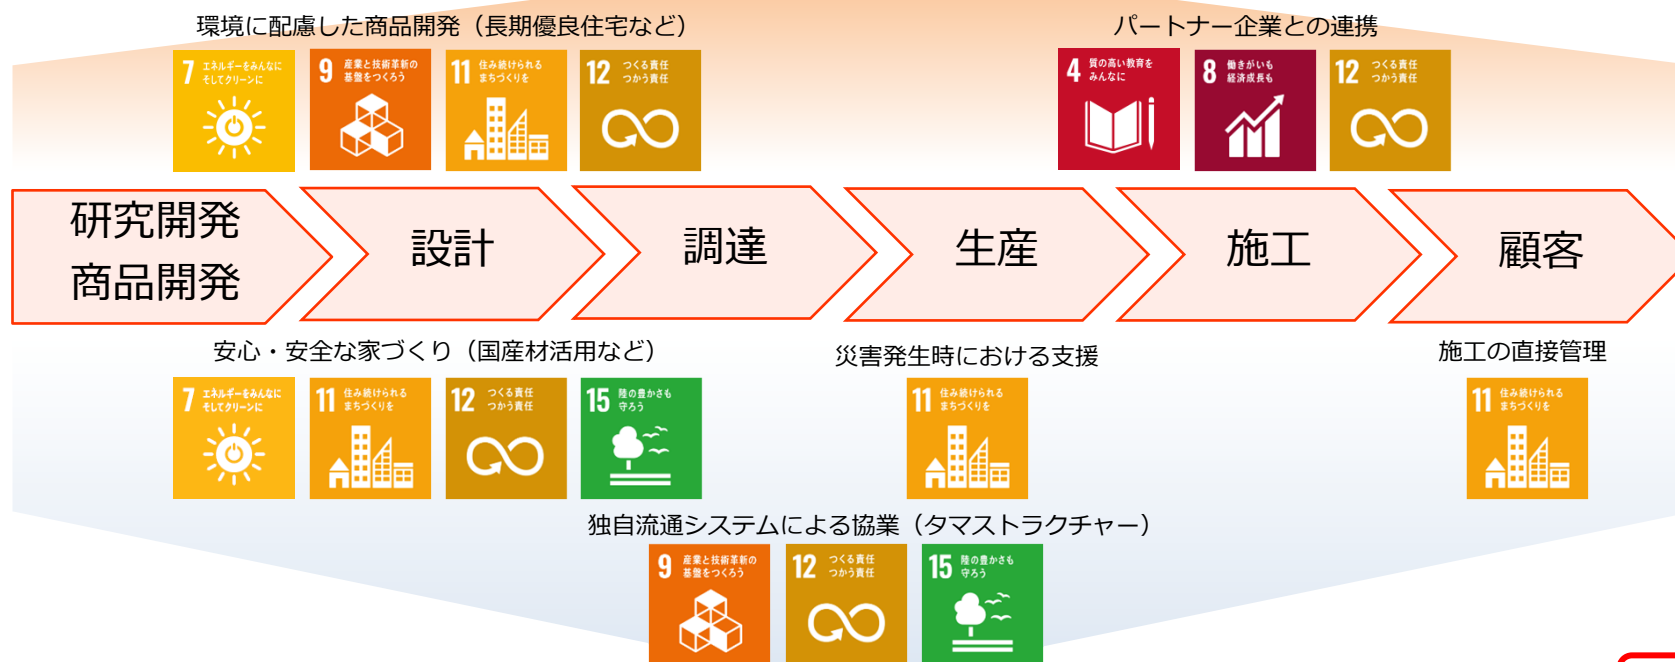 環境に配慮した商品開発（長期優良住宅など）
パートナー企業との連携
7 エネルギーをみんなに
そしてクリーンに
9 産業と技術革新の
基盤をつくろう
11 住み続けられる
まちづくりを
12 つくる責任
つかう責任
4 質の高い教育を
みんなに
8 働きがいも
経済成長も
12 つくる責任
つかう責任
研究開発
商品開発
設計
調達
生産
施工
顧客
安心・安全な家づくり（国産材活用など）
災害発生時における支援
施工の直接管理
7 エネルギーをみんなに
そしてクリーンに
11 住み続けられる
まちづくりを
12 つくる責任
つかう責任
15 陸の豊かさも
守ろう
11 住み続けられる
まちづくりを
11 住み続けられる
まちづくりを
独自流通システムによる協業（タマストラクチャー）
9 産業と技術革新の
基盤をつくろう
12 つくる責任
つかう責任
15 陸の豊かさも
守ろう